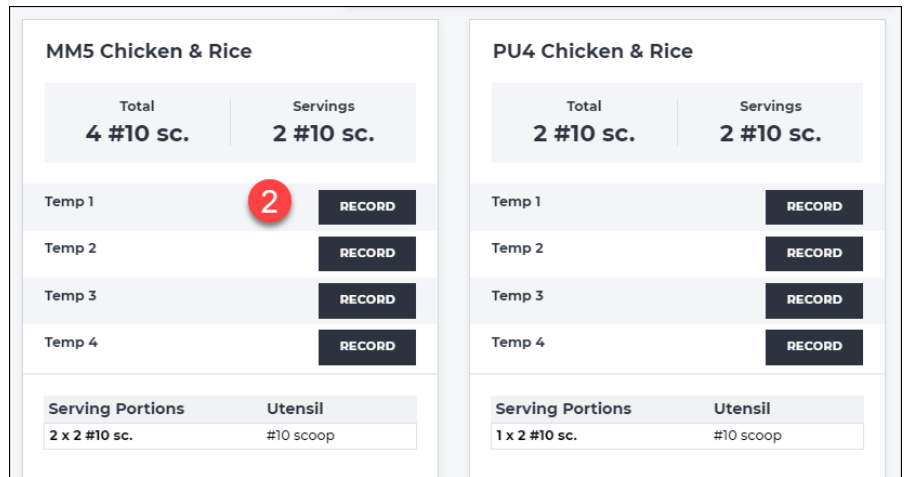 MM5 Chicken & Rice
Total Servings
4 #10 sc. 2 #10 sc.
Temp 1 2 RECORD
Temp 2 RECORD
Temp 3 RECORD
Temp 4 RECORD
Serving Portions Utensil
2 x 2 #10 sc. #10 scoop
PU4 Chicken & Rice
Total Servings
2 #10 sc. 2 #10 sc.
Temp 1 RECORD
Temp 2 RECORD
Temp 3 RECORD
Temp 4 RECORD
Serving Portions Utensil
1 x 2 #10 sc. #10 scoop